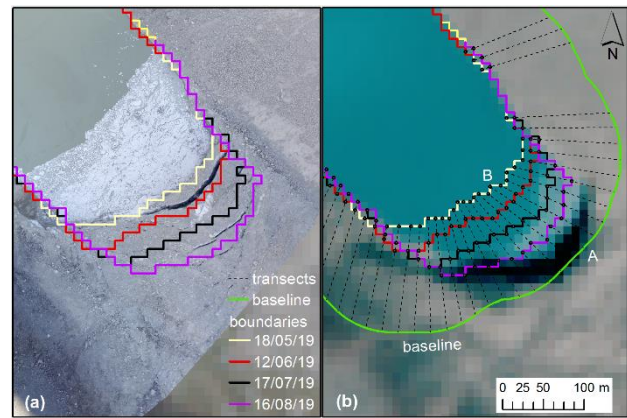 transects
baseline
boundaries
18/05/19
12/06/19
17/07/19
16/08/19
(a)
N
B
A
baseline
0 25 50 100 m
(b)